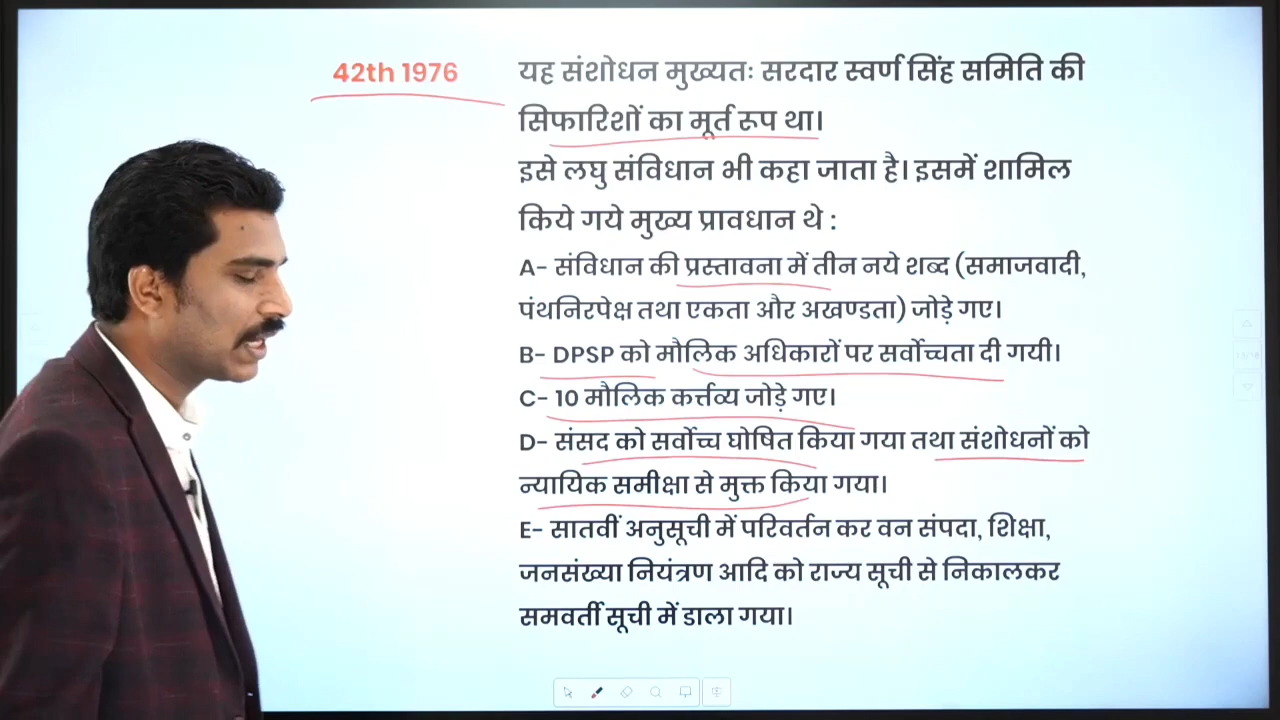 42th 1976 यह संशोधन मुख्यतः सरदार स्वर्ण सिंह समिति की
सिफारिशों का मूर्त रूप था।
इसे लघु संविधान भी कहा जाता है। इसमें शामिल
किये गये मुख्य प्रावधान थे :
A- संविधान की प्रस्तावना में तीन नये शब्द (समाजवादी,
पंथनिरपेक्ष तथा एकता और अखण्डता) जोड़े गए।
B- DPSP को मौलिक अधिकारों पर सर्वोच्चता दी गयी।
C- 10 मौलिक कर्त्तव्य जोड़े गए।
D- संसद को सर्वोच्च घोषित किया गया तथा संशोधनों को
न्यायिक समीक्षा से मुक्त किया गया।
E- सातवीं अनुसूची में परिवर्तन कर वन संपदा, शिक्षा,
जनसंख्या नियंत्रण आदि को राज्य सूची से निकालकर
समवर्ती सूची में डाला गया।